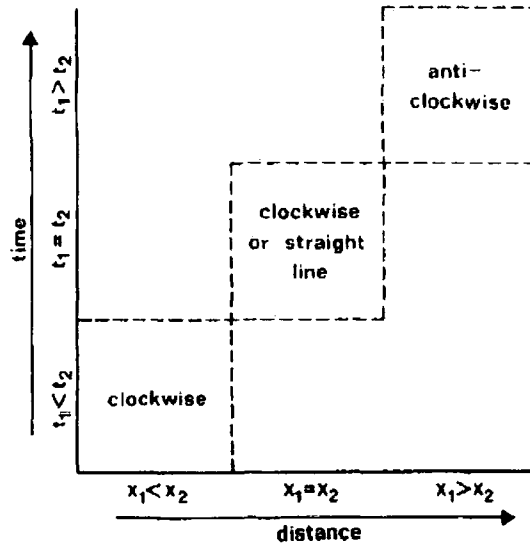 anti-
clockwise
t₁ > t₂
clockwise
or straight
line
t₁ = t₂
time
clockwise
t₁ < t₂
x₁ < x₂
x₁ = x₂
x₁ > x₂
distance